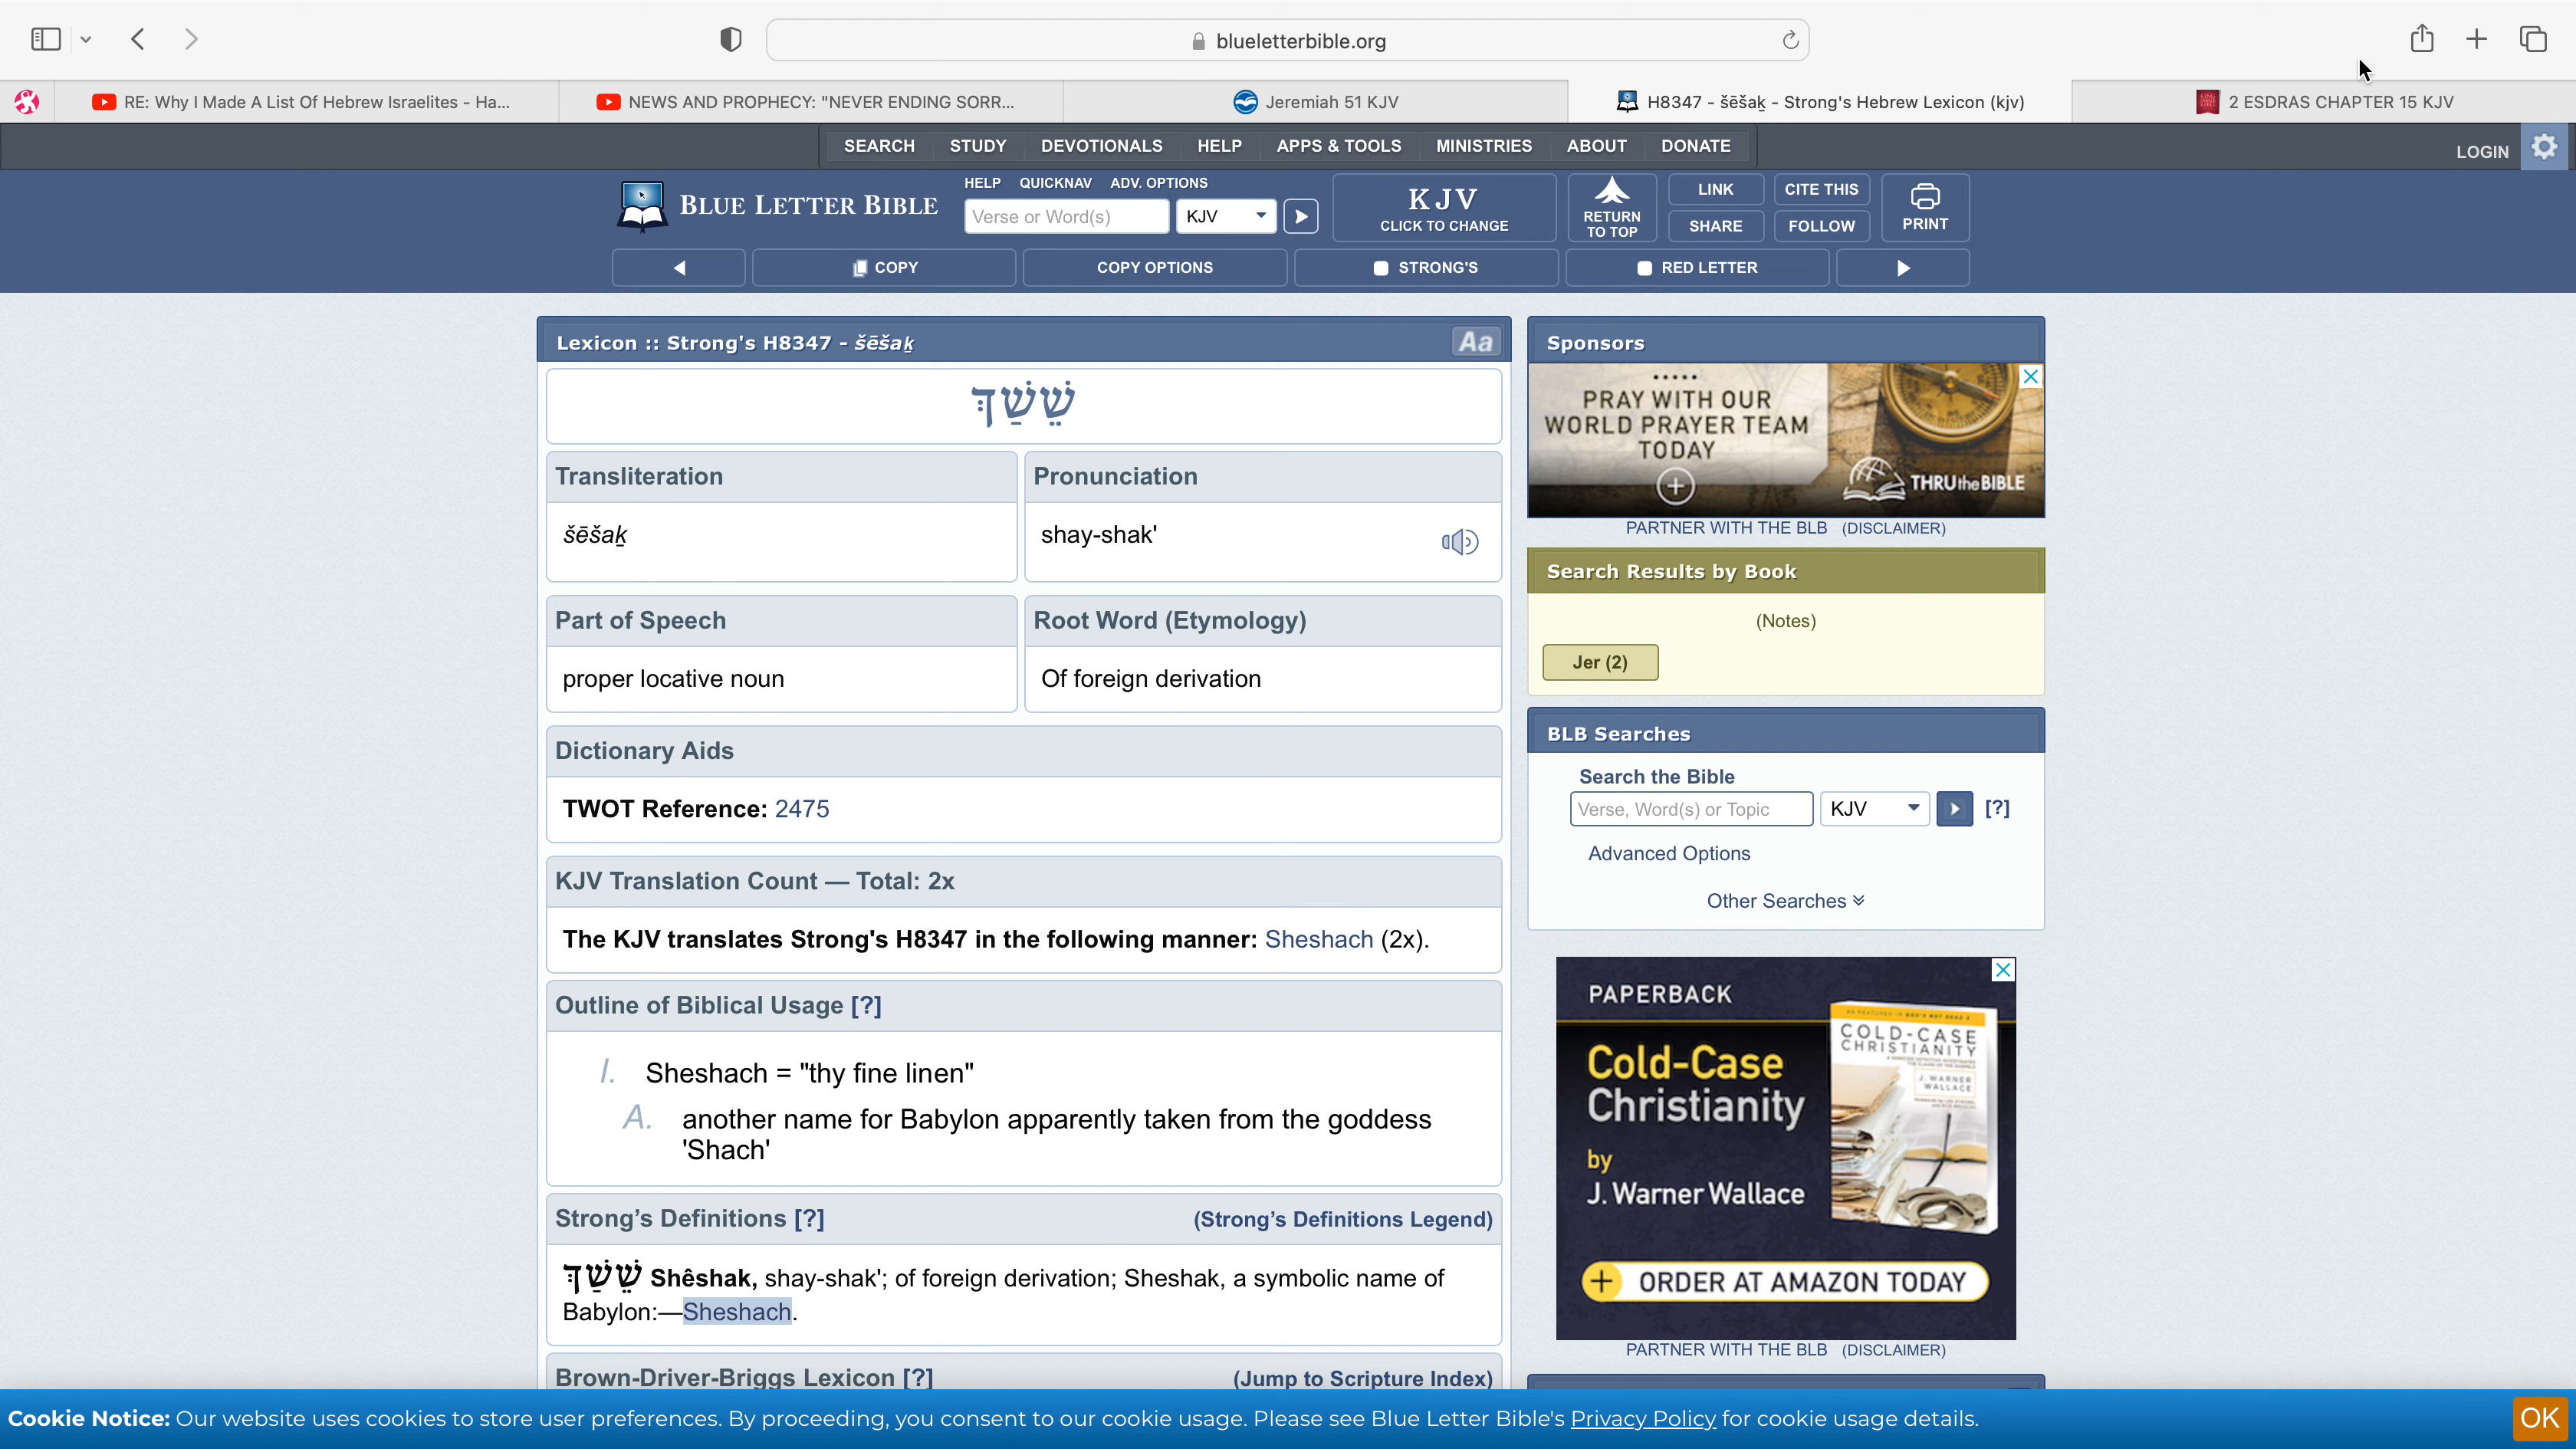 blueletterbible.org
RE: Why I Made A List Of Hebrew Israelites - Ha...
NEWS AND PROPHECY: "NEVER ENDING SORR...
Jeremiah 51 KJV
H8347 - šēšaḵ - Strong's Hebrew Lexicon (kjv)
2 ESDRAS CHAPTER 15 KJV
SEARCH STUDY DEVOTIONALS HELP APPS & TOOLS MINISTRIES ABOUT DONATE
LOGIN
BLUE LETTER BIBLE
HELP QUICKNAV ADV. OPTIONS
Verse or Word(s)
KJV
KJV
CLICK TO CHANGE
RETURN
TO TOP
LINK
CITE THIS
SHARE
FOLLOW
PRINT
COPY
COPY OPTIONS
STRONG'S
RED LETTER
Lexicon :: Strong's H8347 - šēšaḵ
Aa
שֵׁשַׁךְ
Transliteration
šēšaḵ
Pronunciation
shay-shak'
Part of Speech
proper locative noun
Root Word (Etymology)
Of foreign derivation
Dictionary Aids
TWOT Reference: 2475
KJV Translation Count — Total: 2x
The KJV translates Strong's H8347 in the following manner: Sheshach (2x).
Outline of Biblical Usage [?]
I. Sheshach = "thy fine linen"
A. another name for Babylon apparently taken from the goddess
'Shach'
Strong’s Definitions [?]
(Strong’s Definitions Legend)
שֵׁשַׁךְ Shêshak, shay-shak'; of foreign derivation; Sheshak, a symbolic name of
Babylon:—Sheshach.
Brown-Driver-Briggs Lexicon [?]
(Jump to Scripture Index)
Sponsors
PRAY WITH OUR
WORLD PRAYER TEAM
TODAY
THRU the BIBLE
PARTNER WITH THE BLB (DISCLAIMER)
Search Results by Book
(Notes)
Jer (2)
BLB Searches
Search the Bible
Verse, Word(s) or Topic
KJV
[?]
Advanced Options
Other Searches
PAPERBACK
Cold-Case
Christianity
by
J. Warner Wallace
COLD-CASE
CHRISTIANITY
J. WARNER
WALLACE
ORDER AT AMAZON TODAY
PARTNER WITH THE BLB (DISCLAIMER)
Cookie Notice: Our website uses cookies to store user preferences. By proceeding, you consent to our cookie usage. Please see Blue Letter Bible's Privacy Policy for cookie usage details.
OK